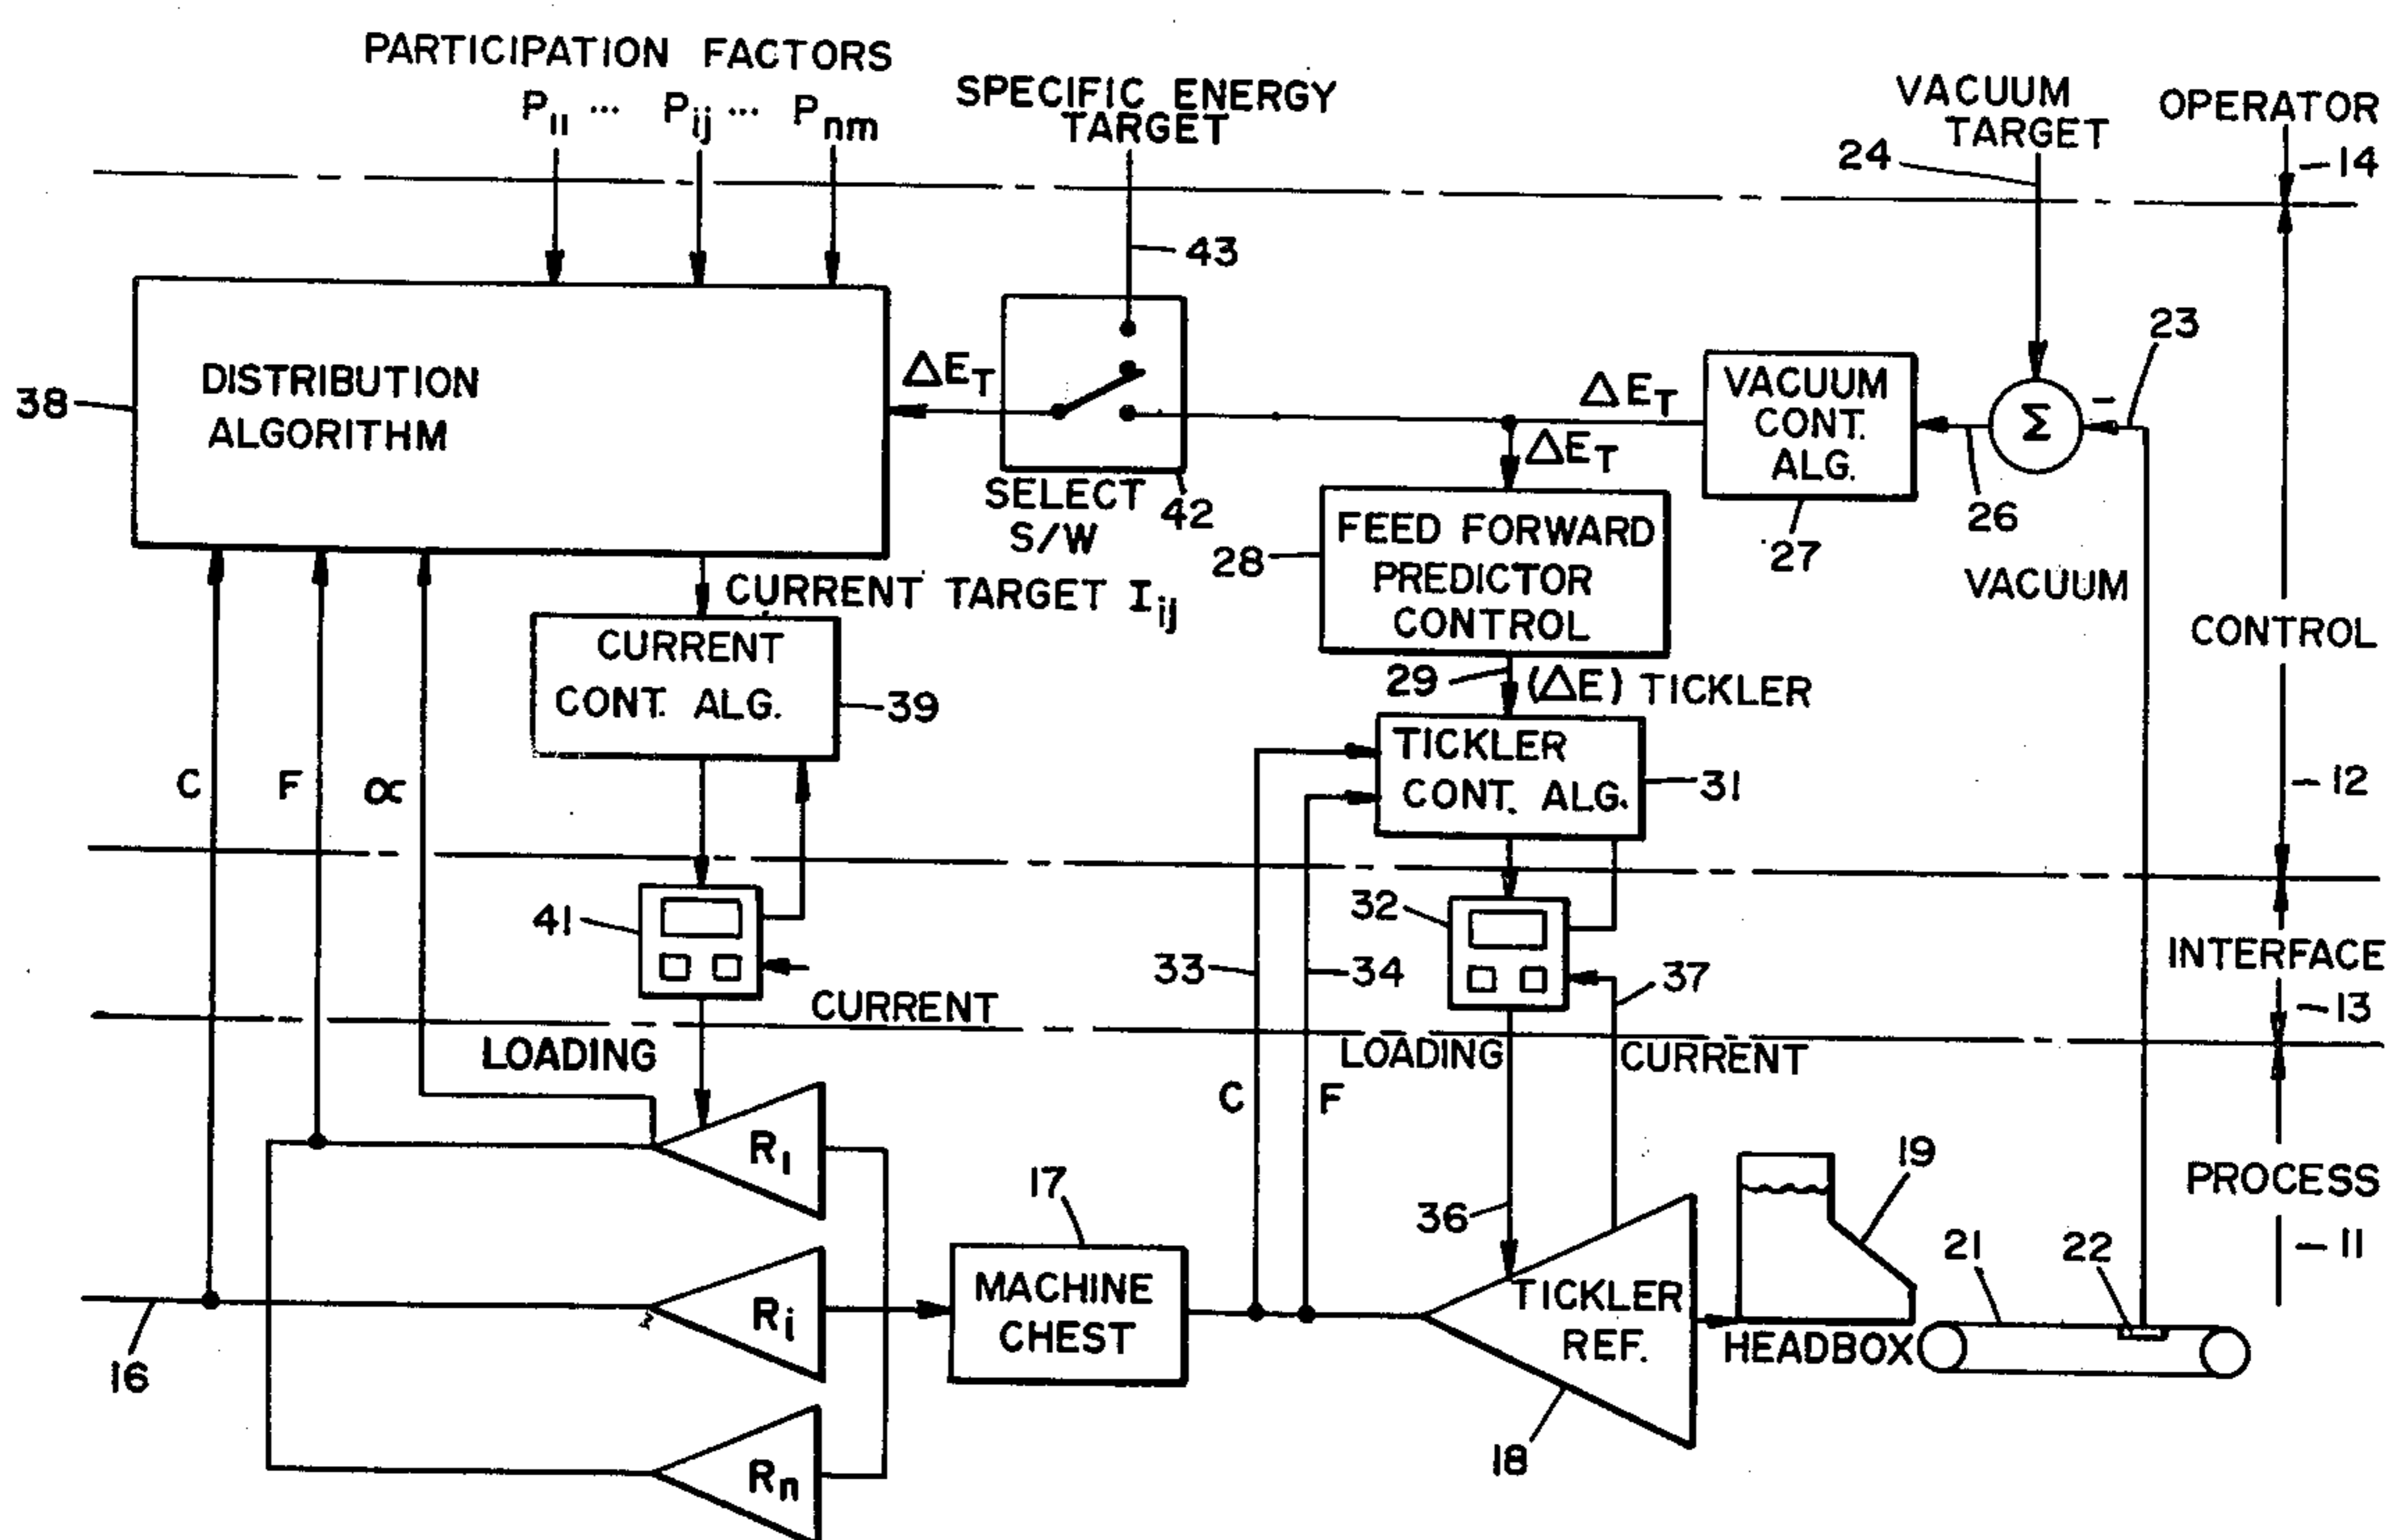 PARTICIPATION FACTORS
P11 ... Pij ... Pnm
SPECIFIC ENERGY
TARGET
VACUUM
TARGET
OPERATOR
24
14
43
23
38
DISTRIBUTION
ALGORITHM
ΔET
SELECT
S/W
42
ΔET
ΔET
VACUUM
CONT.
ALG.
27
Σ
-
26
VACUUM
28
FEED FORWARD
PREDICTOR
CONTROL
29
(ΔE) TICKLER
CURRENT TARGET Iij
CURRENT
CONT. ALG.
39
TICKLER
CONT. ALG.
31
CONTROL
12
C
F
∝
41
32
33
34
37
INTERFACE
13
CURRENT
LOADING
LOADING
CURRENT
C
F
R1
Ri
Rn
16
17
MACHINE
CHEST
36
TICKLER
REF.
18
19
HEADBOX
21
22
PROCESS
11